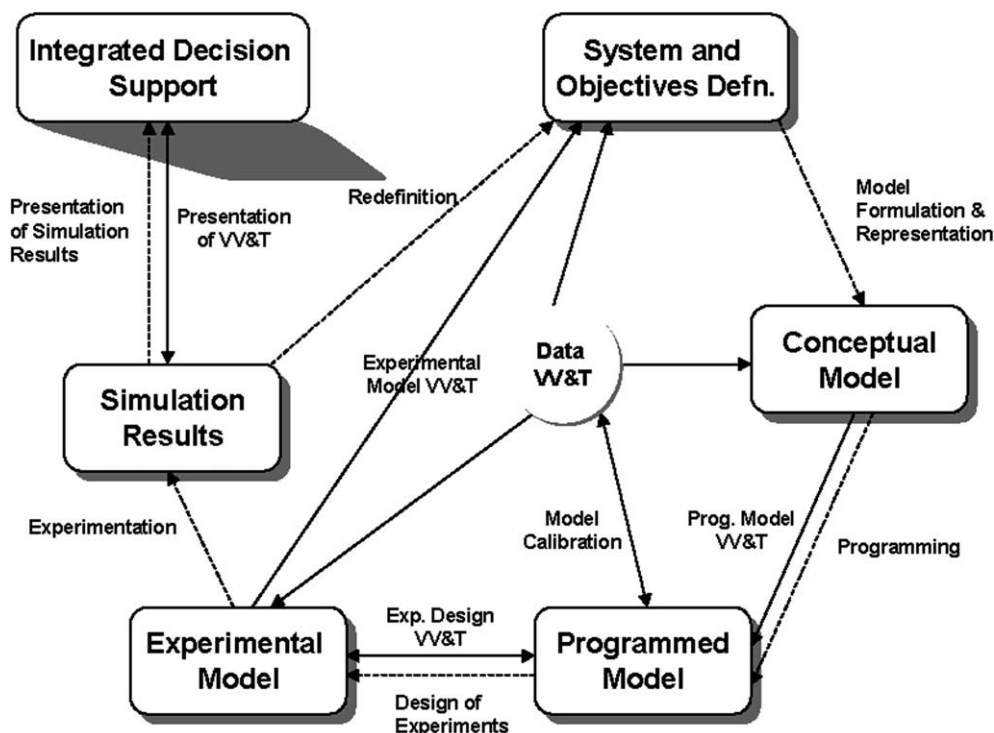 Integrated Decision
Support
System and
Objectives Defn.
Presentation
of Simulation
Results
Presentation
of VV&T
Redefinition
Model
Formulation &
Representation
Experimental
Model VV&T
Data
VV&T
Conceptual
Model
Simulation
Results
Experimentation
Model
Calibration
Prog. Model
VV&T
Programming
Experimental
Model
Exp. Design
VV&T
Design of
Experiments
Programmed
Model